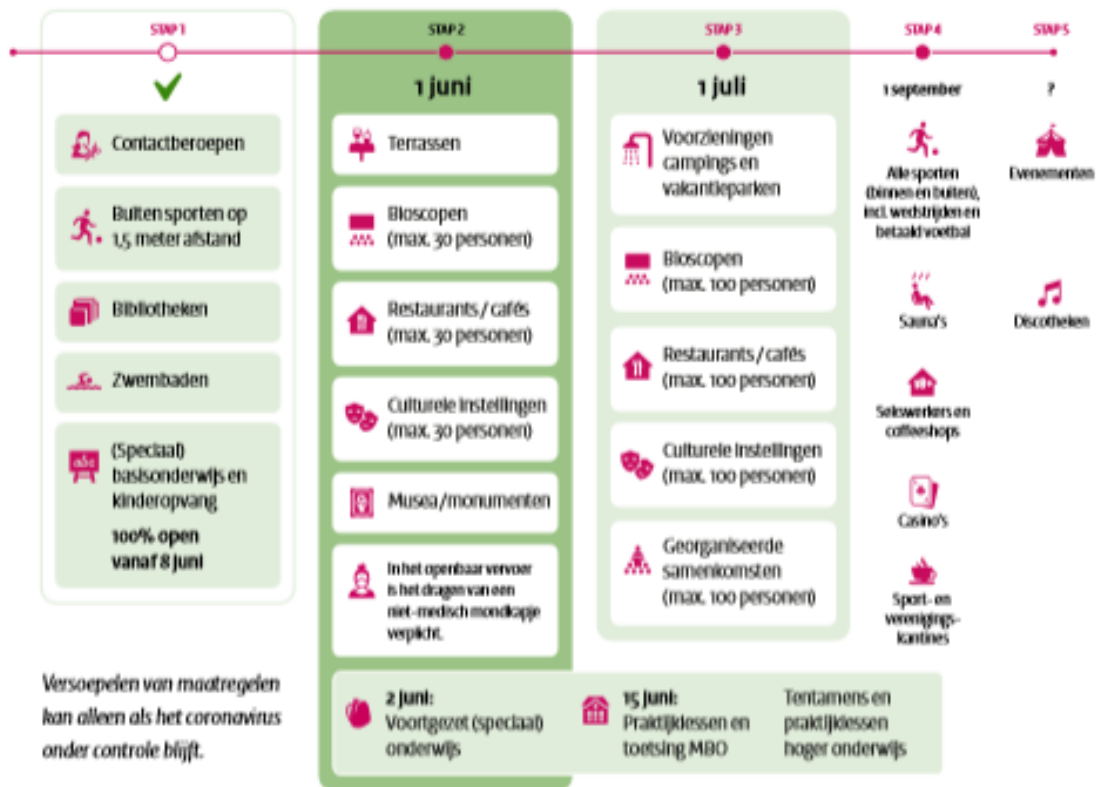 STAP 1
✓
Contactberoepen
Buiten sporten op
1,5 meter afstand
Bibliotheken
Zwembaden
abc
(Speciaal)
basisonderwijs en
kinderopvang
100% open
vanaf 8 juni
Versoepelen van maatregelen
kan alleen als het coronavirus
onder controle blijft.
STAP 2
1 juni
Terrassen
Bioscopen
(max. 30 personen)
Restaurants / cafés
(max. 30 personen)
Culturele instellingen
(max. 30 personen)
Musea/monumenten
In het openbaar vervoer
is het dragen van een
niet-medisch mondkapje
verplicht.
2 juni:
Voortgezet (speciaal)
onderwijs
15 juni:
Praktijklessen en
toetsing MBO
Tentamens en
praktijklessen
hoger onderwijs
STAP 3
1 juli
Voorzieningen
campings en
vakantieparken
Bioscopen
(max. 100 personen)
Restaurants / cafés
(max. 100 personen)
Culturele instellingen
(max. 100 personen)
Georganiseerde
samenkomsten
(max. 100 personen)
STAP 4
1 september
Alle sporten
(binnen en buiten),
incl. wedstrijden en
betaald voetbal
Sauna's
Sekswerkers en
coffeeshops
Casino's
Sport- en
verenigings-
kantines
STAP 5
?
Evenementen
Discotheken